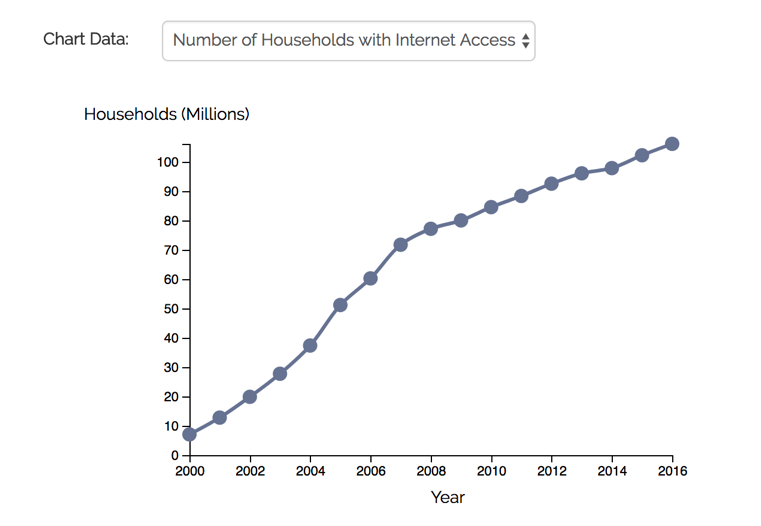 Chart Data: Number of Households with Internet Access
Households (Millions)
100
90
80
70
60
50
40
30
20
10
0
2000 2002 2004 2006 2008 2010 2012 2014 2016
Year